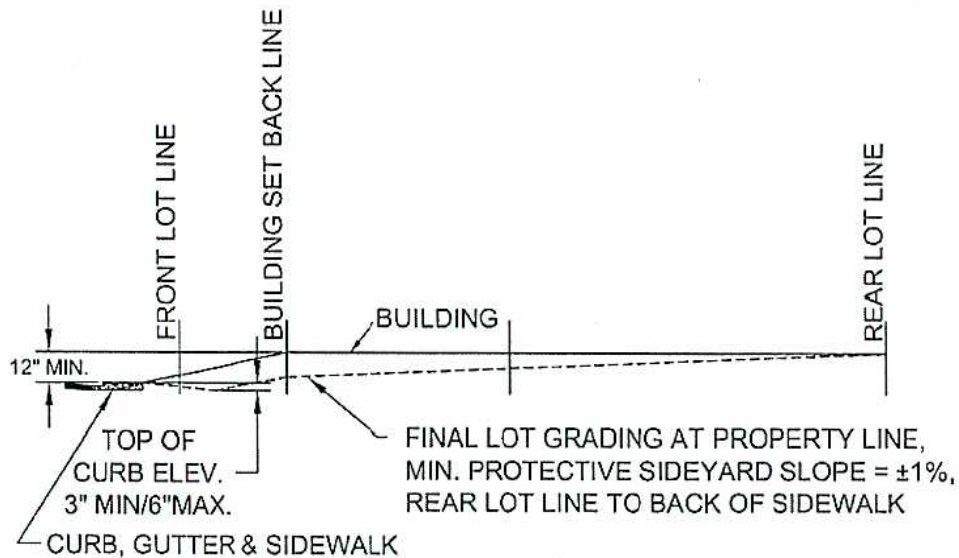 FRONT LOT LINE
BUILDING SET BACK LINE
REAR LOT LINE
BUILDING
12" MIN.
TOP OF
CURB ELEV.
3" MIN/6"MAX.
CURB, GUTTER & SIDEWALK
FINAL LOT GRADING AT PROPERTY LINE,
MIN. PROTECTIVE SIDEYARD SLOPE = ±1%,
REAR LOT LINE TO BACK OF SIDEWALK